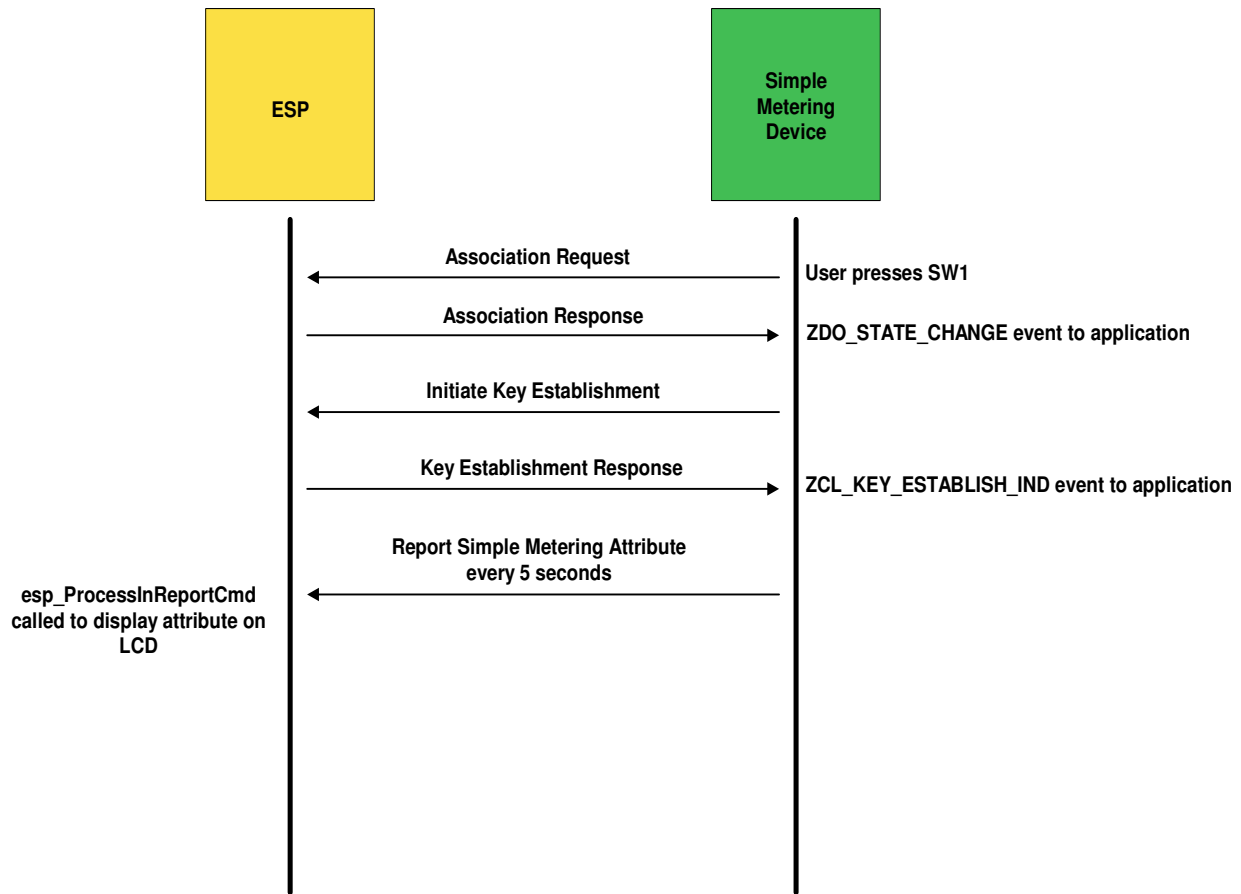 ESP
Simple
Metering
Device
Association Request
User presses SW1
Association Response
ZDO_STATE_CHANGE event to application
Initiate Key Establishment
Key Establishment Response
ZCL_KEY_ESTABLISH_IND event to application
Report Simple Metering Attribute
every 5 seconds
esp_ProcessInReportCmd
called to display attribute on
LCD